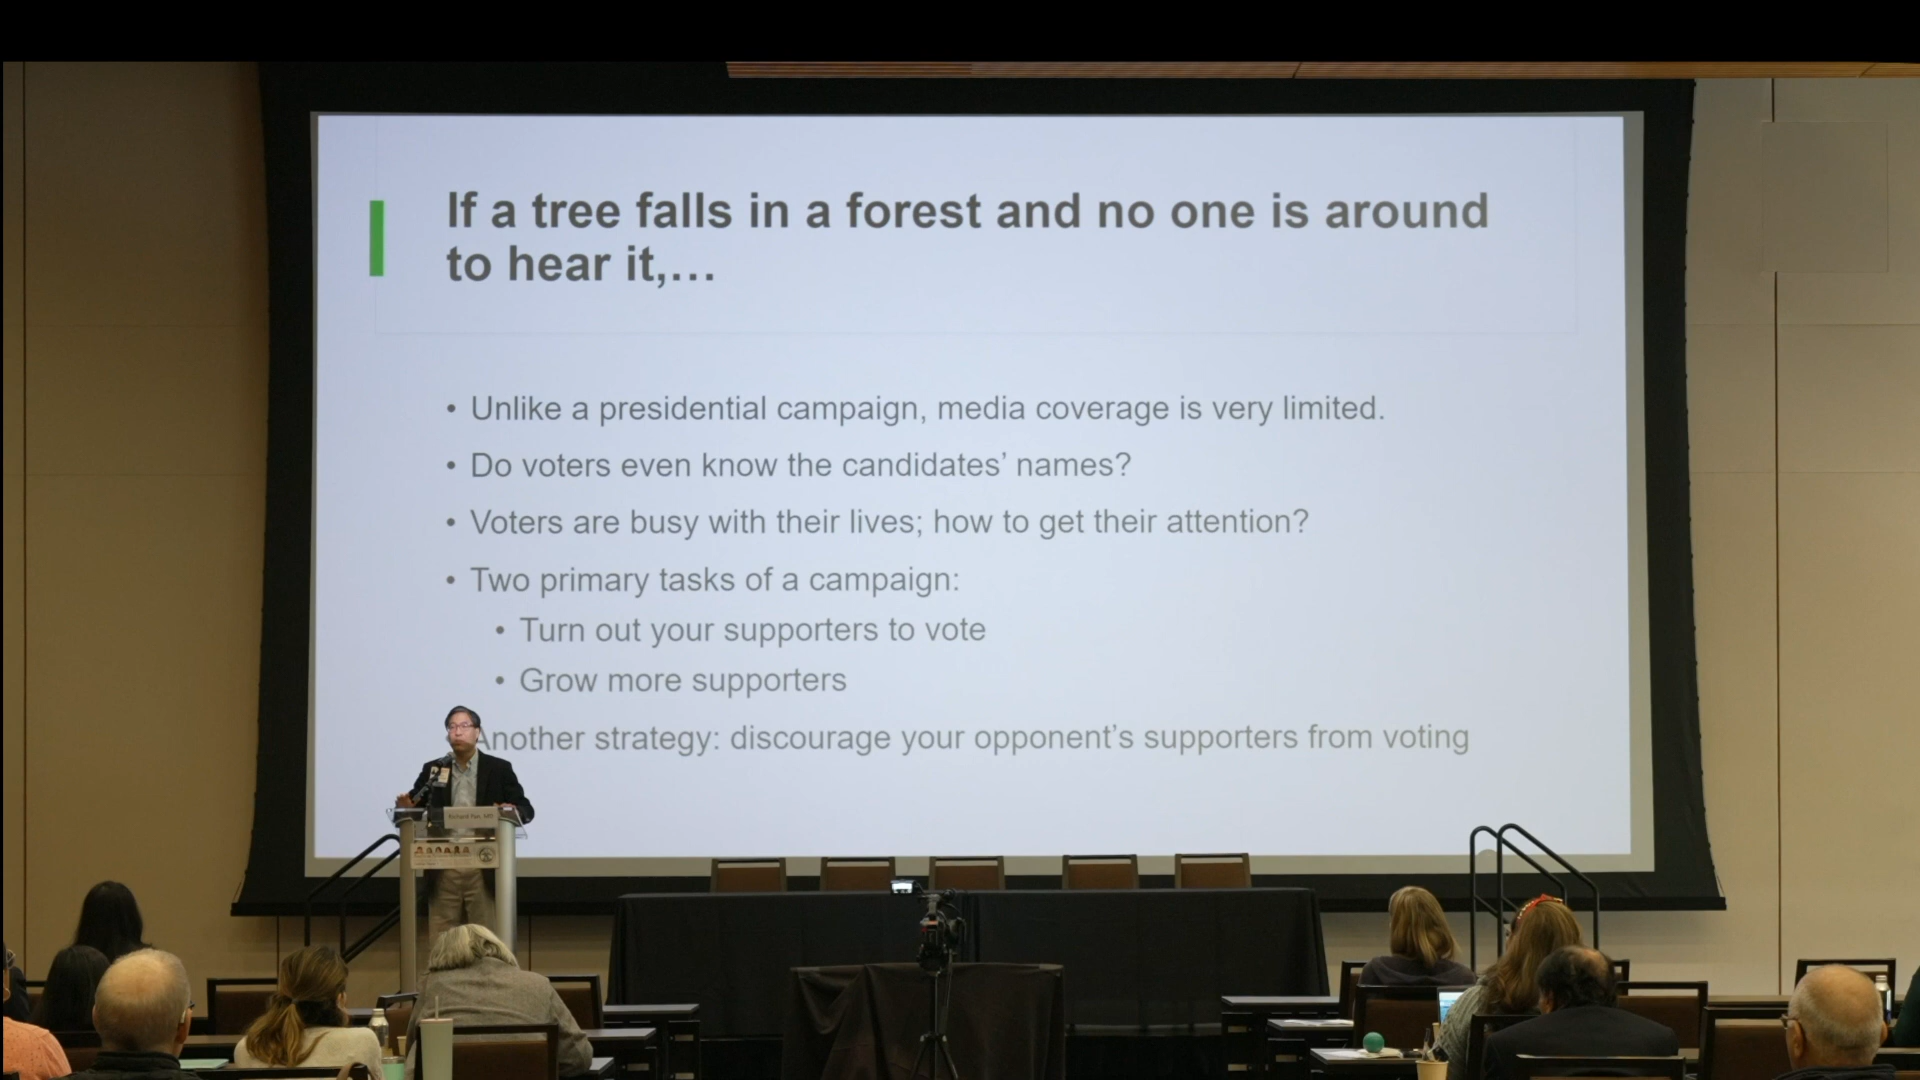 If a tree falls in a forest and no one is around
to hear it,…
• Unlike a presidential campaign, media coverage is very limited.
• Do voters even know the candidates’ names?
• Voters are busy with their lives; how to get their attention?
• Two primary tasks of a campaign:
• Turn out your supporters to vote
• Grow more supporters
Another strategy: discourage your opponent’s supporters from voting